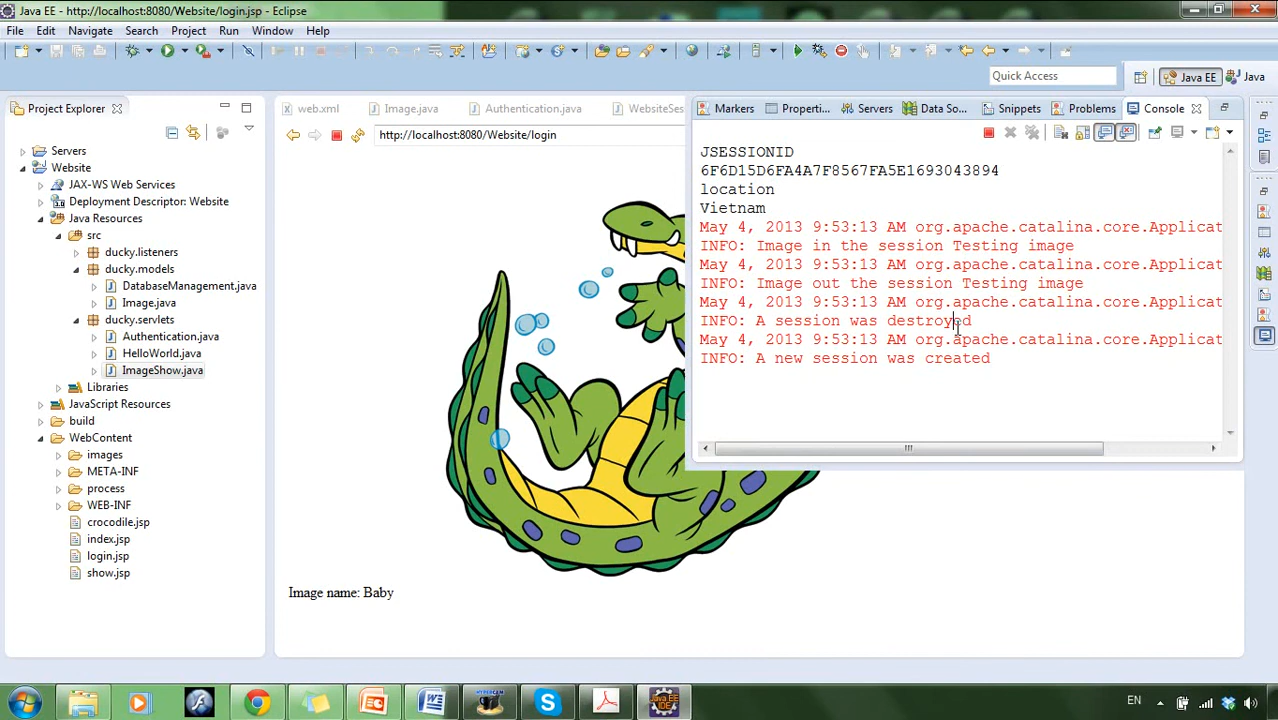 Java EE - http://localhost:8080/Website/login.jsp - Eclipse
File Edit Navigate Search Project Run Window Help
Quick Access
Java EE
Java
Project Explorer
web.xml
Image.java
Authentication.java
WebsiteSes
Markers
Properti...
Servers
Data So...
Snippets
Problems
Console
http://localhost:8080/Website/login
Servers
Website
JAX-WS Web Services
Deployment Descriptor: Website
Java Resources
src
ducky.listeners
ducky.models
DatabaseManagement.java
Image.java
ducky.servlets
Authentication.java
HelloWorld.java
ImageShow.java
Libraries
JavaScript Resources
build
WebContent
images
META-INF
process
WEB-INF
crocodile.jsp
index.jsp
login.jsp
show.jsp
JSESSIONID
6F6D15D6FA4A7F8567FA5E1693043894
location
Vietnam
May 4, 2013 9:53:13 AM org.apache.catalina.core.Applicat
INFO: Image in the session Testing image
May 4, 2013 9:53:13 AM org.apache.catalina.core.Applicat
INFO: Image out the session Testing image
May 4, 2013 9:53:13 AM org.apache.catalina.core.Applicat
INFO: A session was destroyed
May 4, 2013 9:53:13 AM org.apache.catalina.core.Applicat
INFO: A new session was created
Image name: Baby
EN